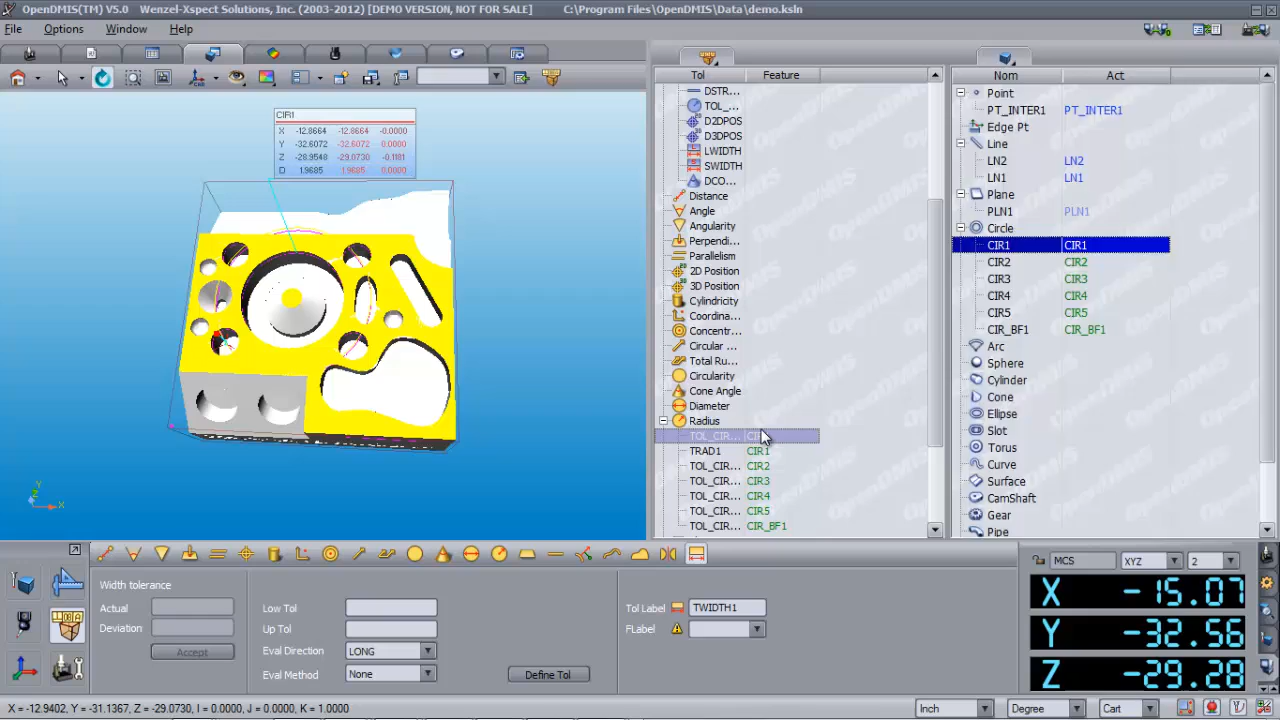 OpenDMIS(TM) V5.0 Wenzel-Xspect Solutions, Inc. (2003-2012) [DEMO VERSION, NOT FOR SALE] C:\Program Files\OpenDMIS\Data\demo.ksln
File Options Window Help
CIR1
X -12.8664 -12.8664 -0.0000
Y -32.6072 -32.6072 0.0000
Z -28.9548 -29.0730 -0.1181
D 1.9685 1.9685 0.0000
Tol Feature
DSTR...
TOL_...
D2DPOS
D3DPOS
LWIDTH
SWIDTH
DCO...
Distance
Angle
Angularity
Perpendi...
Parallelism
2D Position
3D Position
Cylindricity
Coordina...
Concentr...
Circular ...
Total Ru...
Circularity
Cone Angle
Diameter
Radius
TOL_CIR...
TRAD1 CIR1
TOL_CIR... CIR2
TOL_CIR... CIR3
TOL_CIR... CIR4
TOL_CIR... CIR5
TOL_CIR... CIR_BF1
Nom Act
Point
PT_INTER1 PT_INTER1
Edge Pt
Line
LN2 LN2
LN1 LN1
Plane
PLN1 PLN1
Circle
CIR1 CIR1
CIR2 CIR2
CIR3 CIR3
CIR4 CIR4
CIR5 CIR5
CIR_BF1 CIR_BF1
Arc
Sphere
Cylinder
Cone
Ellipse
Slot
Torus
Curve
Surface
CamShaft
Gear
Pipe
Width tolerance
Actual
Deviation
Accept
Low Tol
Up Tol
Eval Direction LONG
Eval Method None
Define Tol
Tol Label TWIDTH1
FLabel
MCS XYZ 2
X -15.07
Y -32.56
Z -29.28
X = -12.9402, Y = -31.1367, Z = -29.0730, I = 0.0000, J = 0.0000, K = 1.0000
Inch Degree Cart